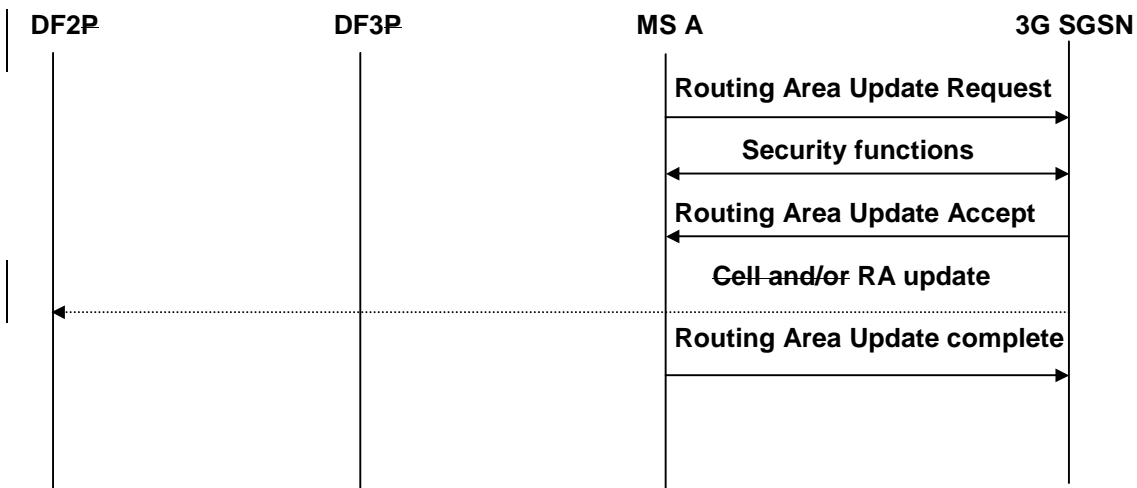 DF2P
DF3P
MS A
3G SGSN
Routing Area Update Request
Security functions
Routing Area Update Accept
Cell and/or RA update
Routing Area Update complete